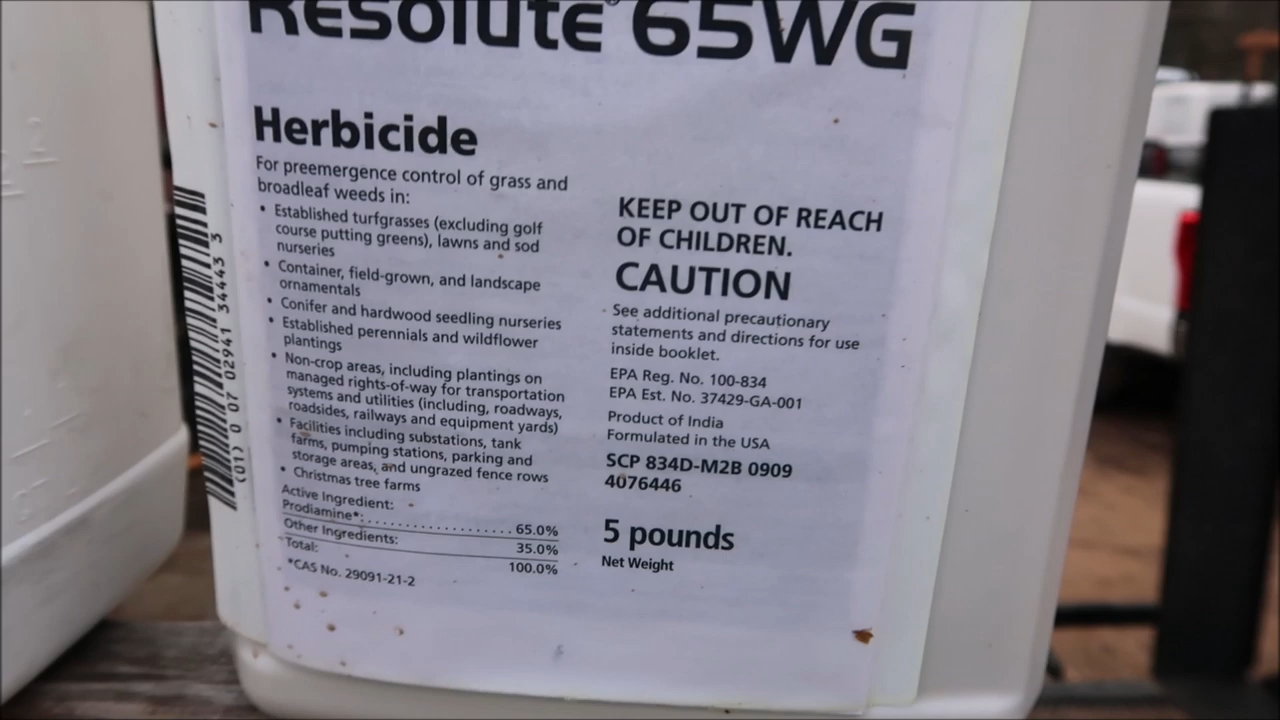 Resolute® 65WG
Herbicide
For preemergence control of grass and
broadleaf weeds in:
• Established turfgrasses (excluding golf
course putting greens), lawns and sod
nurseries
• Container, field-grown, and landscape
ornamentals
• Conifer and hardwood seedling nurseries
• Established perennials and wildflower
plantings
• Non-crop areas, including plantings on
managed rights-of-way for transportation
systems and utilities (including, roadways,
roadsides, railways and equipment yards)
• Facilities including substations, tank
farms, pumping stations, parking and
storage areas, and ungrazed fence rows
• Christmas tree farms
Active Ingredient:
Prodiamine*: . . . . . . . . . . . . . . . . . . . . . 65.0%
Other Ingredients: 35.0%
Total: 100.0%
*CAS No. 29091-21-2
KEEP OUT OF REACH
OF CHILDREN.
CAUTION
See additional precautionary
statements and directions for use
inside booklet.
EPA Reg. No. 100-834
EPA Est. No. 37429-GA-001
Product of India
Formulated in the USA
SCP 834D-M2B 0909
4076446
5 pounds
Net Weight
(01) 0 07 02941 34443 3